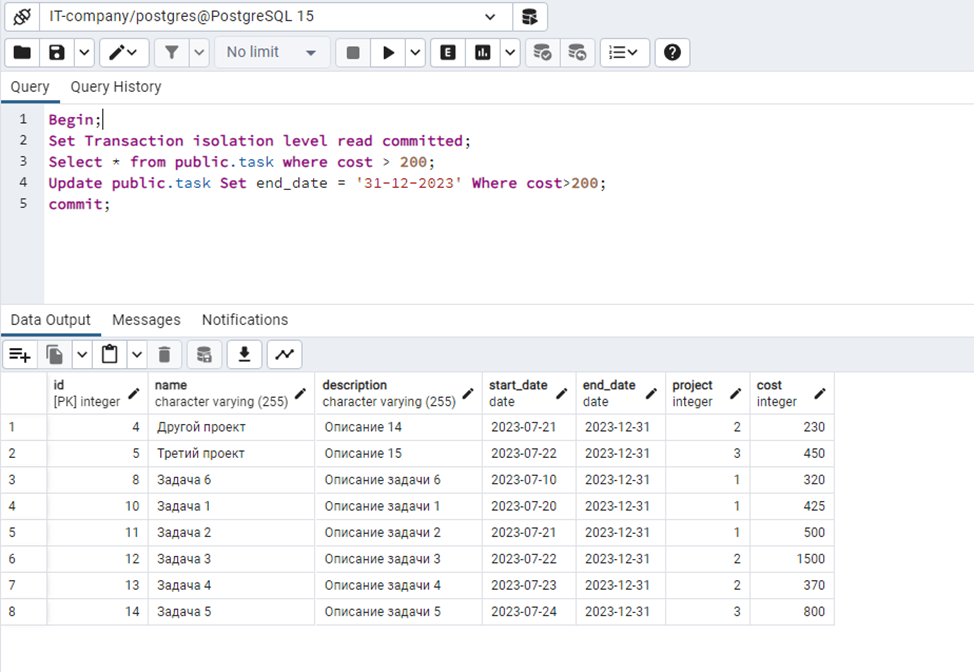 IT-company/postgres@PostgreSQL 15
No limit
E
Query Query History
1 Begin;
2 Set Transaction isolation level read committed;
3 Select * from public.task where cost > 200;
4 Update public.task Set end_date = '31-12-2023' Where cost>200;
5 commit;
Data Output Messages Notifications
id name description start_date end_date project cost
[PK] integer character varying (255) character varying (255) date date integer integer
1 4 Другой проект Описание 14 2023-07-21 2023-12-31 2 230
2 5 Третий проект Описание 15 2023-07-22 2023-12-31 3 450
3 8 Задача 6 Описание задачи 6 2023-07-10 2023-12-31 1 320
4 10 Задача 1 Описание задачи 1 2023-07-20 2023-12-31 1 425
5 11 Задача 2 Описание задачи 2 2023-07-21 2023-12-31 1 500
6 12 Задача 3 Описание задачи 3 2023-07-22 2023-12-31 2 1500
7 13 Задача 4 Описание задачи 4 2023-07-23 2023-12-31 2 370
8 14 Задача 5 Описание задачи 5 2023-07-24 2023-12-31 3 800